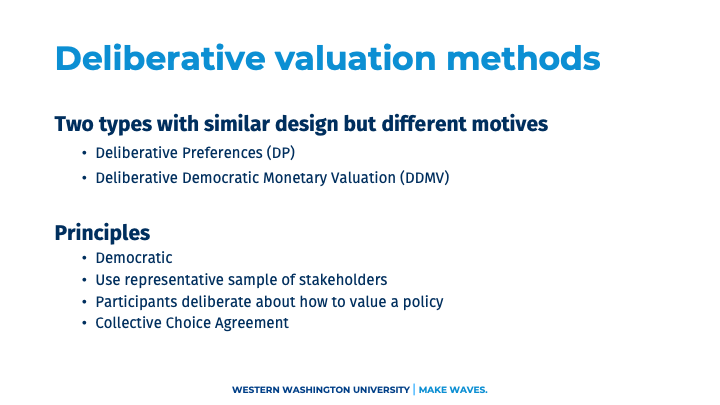 Deliberative valuation methods
Two types with similar design but different motives
• Deliberative Preferences (DP)
• Deliberative Democratic Monetary Valuation (DDMV)
Principles
• Democratic
• Use representative sample of stakeholders
• Participants deliberate about how to value a policy
• Collective Choice Agreement
WESTERN WASHINGTON UNIVERSITY | MAKE WAVES.